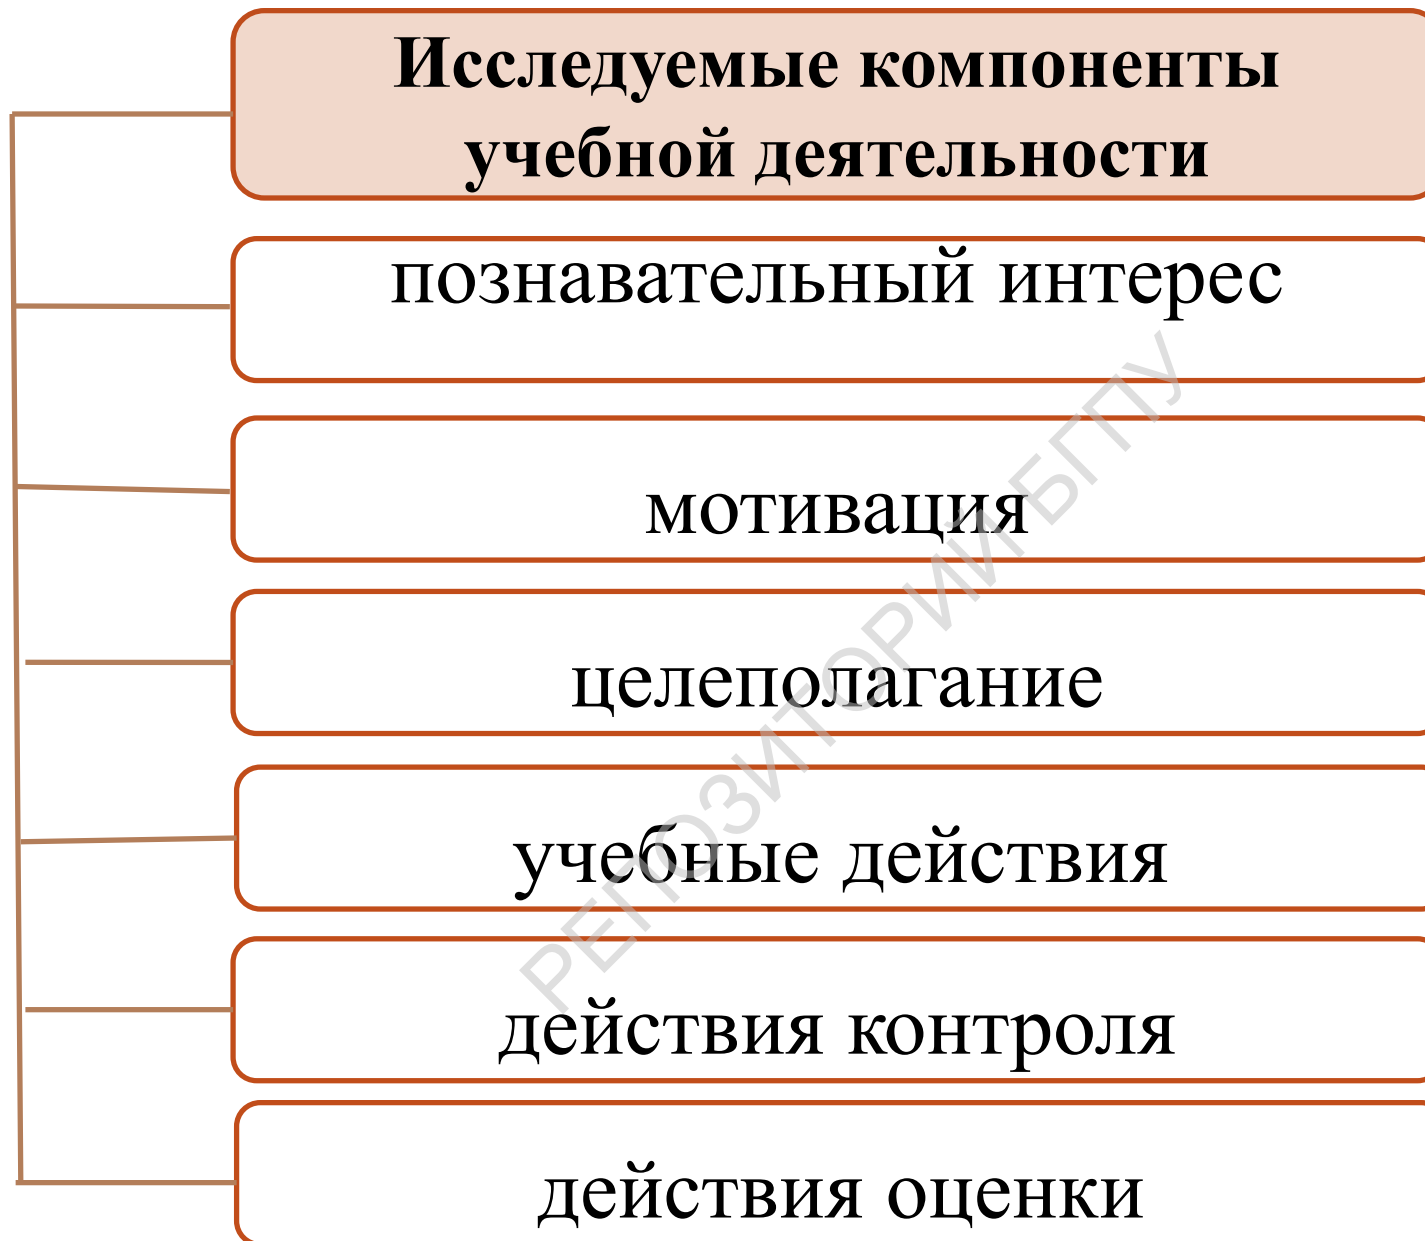 Исследуемые компоненты
учебной деятельности
познавательный интерес
мотивация
целеполагание
учебные действия
действия контроля
действия оценки
РЕПОЗИТОРИЙ БГПУ